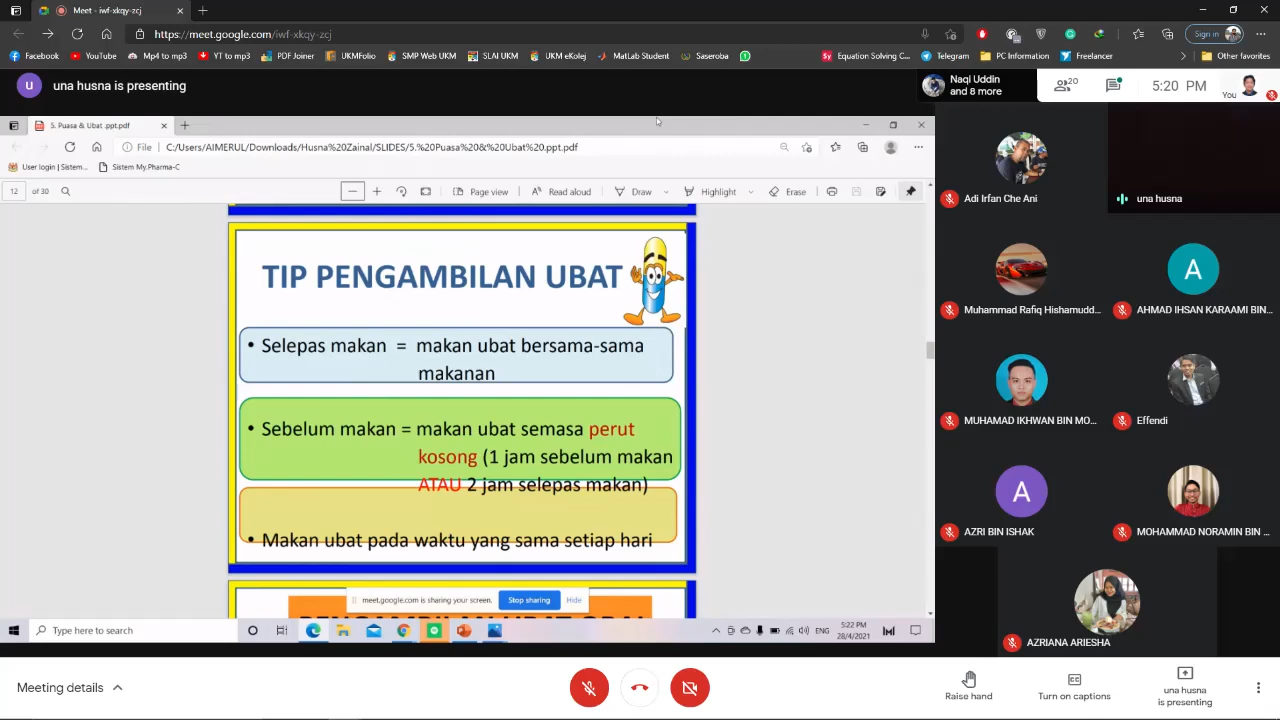 Meet - iwf-xkqy-zcj
https://meet.google.com/iwf-xkqy-zcj
Sign in
Facebook
YouTube
Mp4 to mp3
YT to mp3
PDF Joiner
UKMFolio
SMP Web UKM
SLAI UKM
UKM eKolej
MatLab Student
Saseroba
Equation Solving C...
Telegram
PC Information
Freelancer
Other favorites
u
una husna is presenting
Naqi Uddin
and 8 more
20
5:20 PM
You
5. Puasa & Ubat .ppt.pdf
File
C:/Users/AIMERUL/Downloads/Husna%20Zainal/SLIDES/5.%20Puasa%20&%20Ubat%20.ppt.pdf
User login | Sistem...
Sistem My.Pharma-C
12 of 30
Page view
Read aloud
Draw
Highlight
Erase
TIP PENGAMBILAN UBAT
• Selepas makan = makan ubat bersama-sama
makanan
• Sebelum makan = makan ubat semasa perut
kosong (1 jam sebelum makan
ATAU 2 jam selepas makan)
• Makan ubat pada waktu yang sama setiap hari
PENGAMBILAN UBAT ORAL
meet.google.com is sharing your screen.
Stop sharing
Hide
Type here to search
ENG
5:22 PM
28/4/2021
Adi Irfan Che Ani
una husna
Muhammad Rafiq Hishamudd...
A
AHMAD IHSAN KARAAMI BIN...
MUHAMAD IKHWAN BIN MO...
Effendi
A
AZRI BIN ISHAK
MOHAMMAD NORAMIN BIN ...
AZRIANA ARIESHA
Meeting details
Raise hand
Turn on captions
una husna
is presenting